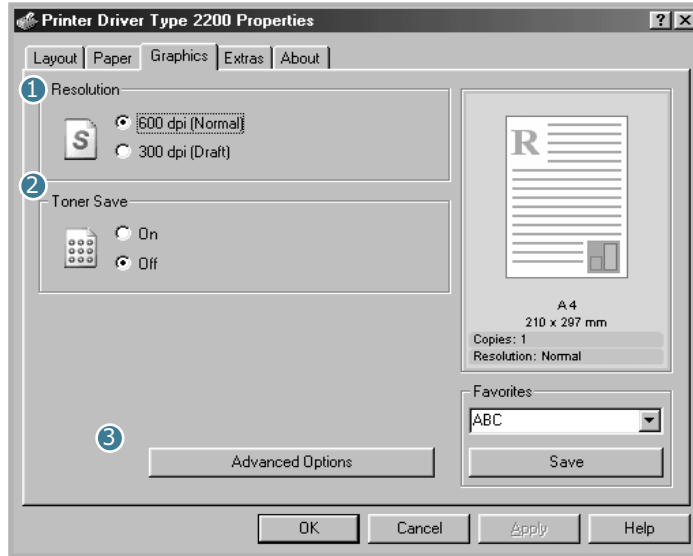 Printer Driver Type 2200 Properties
? X
Layout Paper Graphics Extras About
1 Resolution
S
600 dpi (Normal)
300 dpi (Draft)
2
Toner Save
On
Off
R
A4
210 x 297 mm
Copies: 1
Resolution: Normal
Favorites
ABC
3
Advanced Options
Save
OK Cancel Apply Help